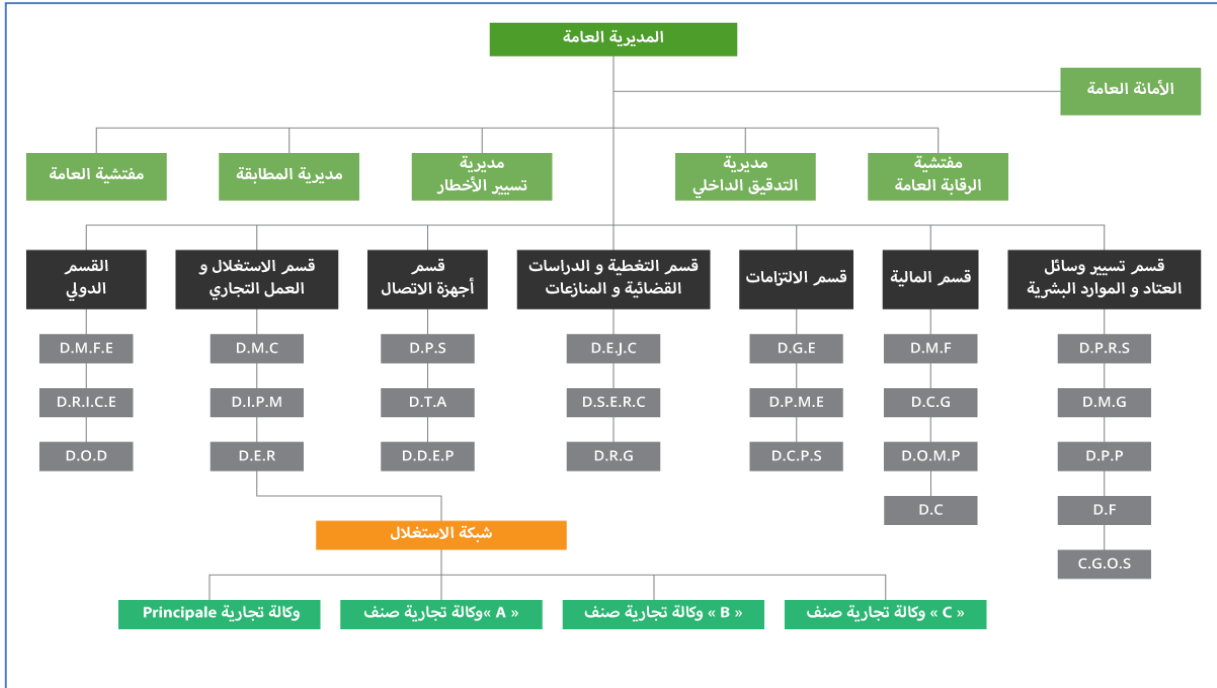 المديرية العامة
الأمانة العامة
مفتشية
الرقابة العامة
مديرية
التدقيق الداخلي
مديرية
تسيير الأخطار
مديرية المطابقة
مفتشية العامة
قسم تسيير وسائل
العتاد و الموارد البشرية
قسم المالية
قسم الالتزامات
قسم التغطية و الدراسات
القضائية و المنازعات
قسم
أجهزة الاتصال
قسم الاستغلال و
العمل التجاري
القسم
الدولي
D.P.R.S
D.M.F
D.G.E
D.E.J.C
D.P.S
D.M.C
D.M.F.E
D.M.G
D.C.G
D.P.M.E
D.S.E.R.C
D.T.A
D.I.P.M
D.R.I.C.E
D.P.P
D.O.M.P
D.C.P.S
D.R.G
D.D.E.P
D.E.R
D.O.D
D.F
D.C
C.G.O.S
شبكة الاستغلال
« C » وكالة تجارية صنف
« B » وكالة تجارية صنف
« A »وكالة تجارية صنف
وكالة تجارية Principale